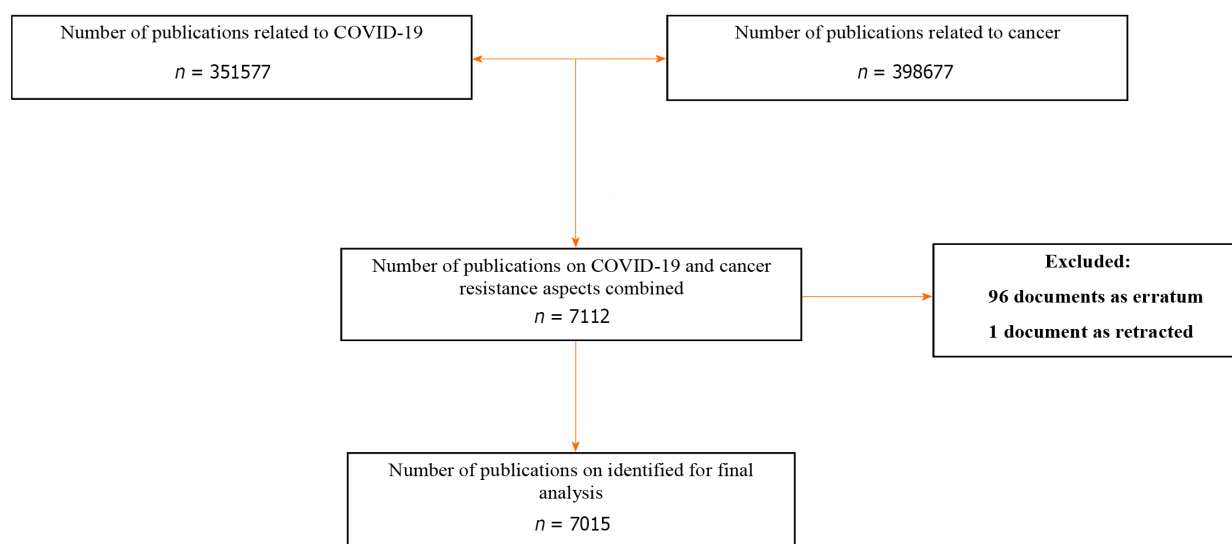 Number of publications related to COVID-19
n = 351577
Number of publications related to cancer
n = 398677
Number of publications on COVID-19 and cancer
resistance aspects combined
n = 7112
Excluded:
96 documents as erratum
1 document as retracted
Number of publications on identified for final
analysis
n = 7015